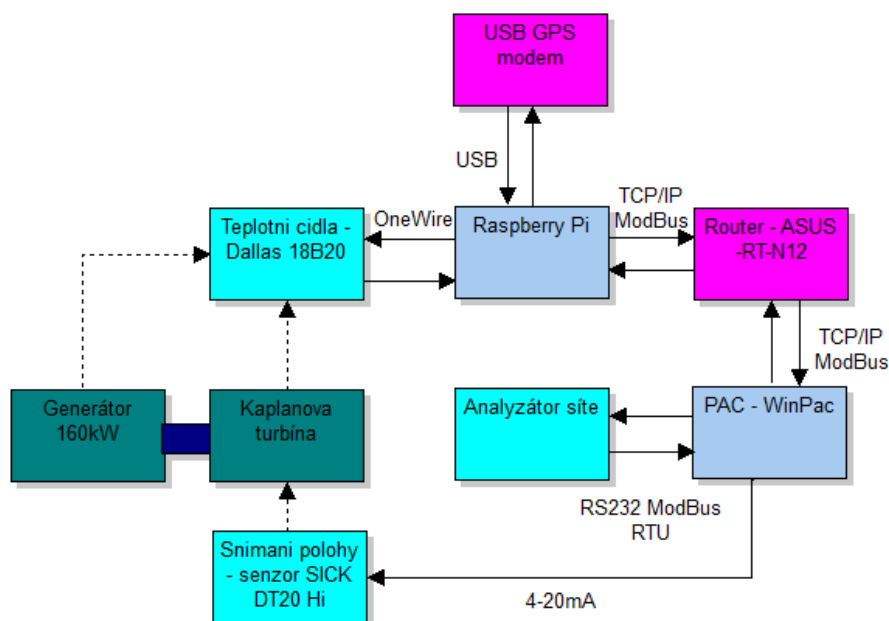 USB GPS
modem
USB
TCP/IP
ModBus
OneWire
Teplotni cidla -
Dallas 18B20
Raspberry Pi
Router - ASUS
-RT-N12
TCP/IP
ModBus
Generátor
160kW
Kaplanova
turbína
Analyzátor síte
PAC - WinPac
RS232 ModBus
RTU
Snimani polohy
- senzor SICK
DT20 Hi
4-20mA